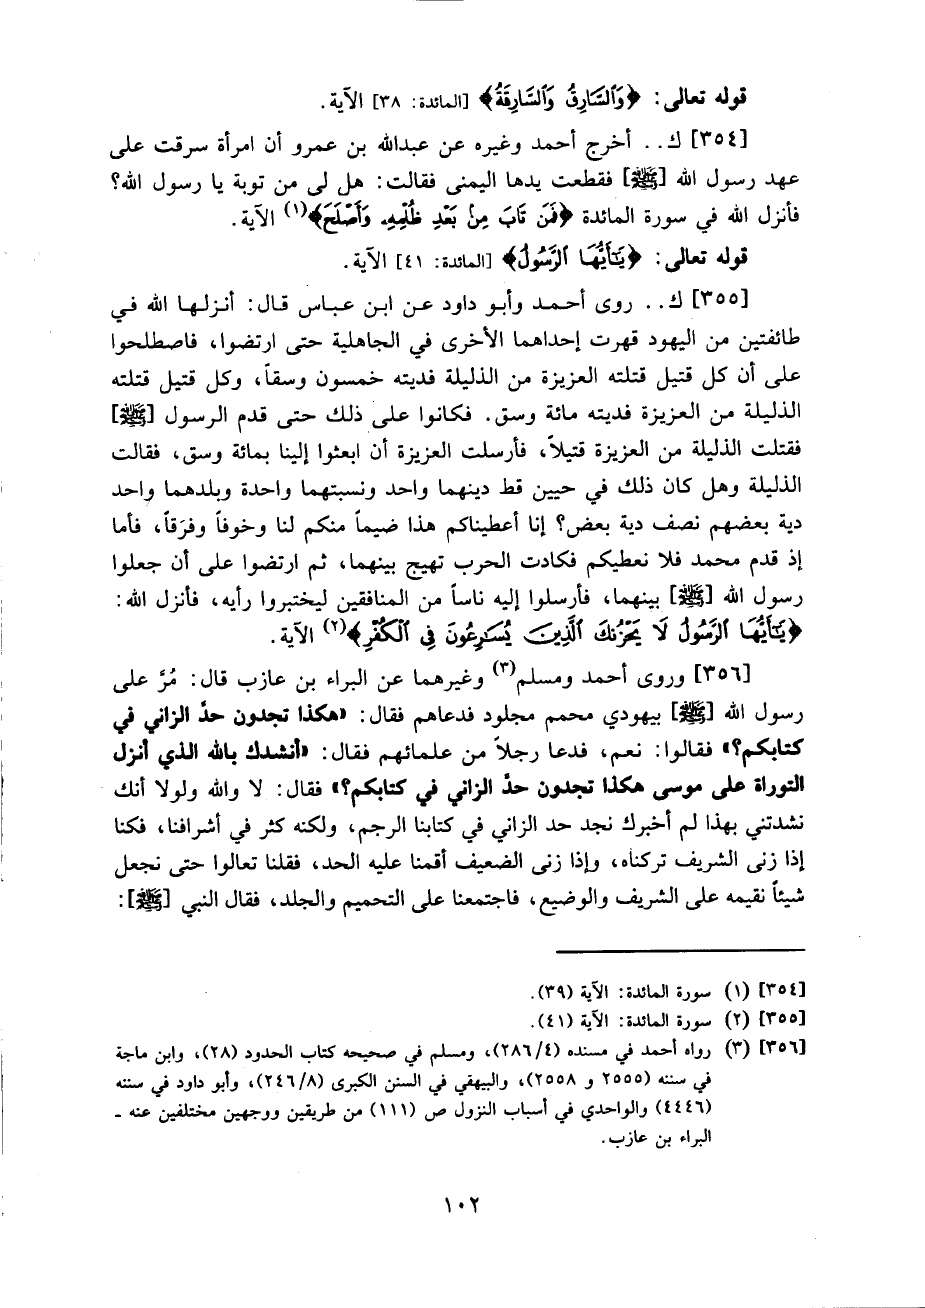 قوله تعالى: ﴿وَٱلسَّارِقُ وَٱلسَّارِقَةُ﴾ [المائدة: ٣٨] الآية.
[٣٥٤] ك.. أخرج أحمد وغيره عن عبدالله بن عمرو أن امرأة سرقت على
عهد رسول الله [ﷺ] فقطعت يدها اليمنى فقالت: هل لي من توبة يا رسول الله؟
فأنزل الله في سورة المائدة ﴿فَمَن تَابَ مِنۢ بَعْدِ ظُلْمِهِۦ وَأَصْلَحَ﴾(١) الآية.
قوله تعالى: ﴿يَـٰٓأَيُّهَا ٱلرَّسُولُ﴾ [المائدة: ٤١] الآية.
[٣٥٥] ك.. روى أحمد وأبو داود عن ابن عباس قال: أنزلها الله في
طائفتين من اليهود قهرت إحداهما الأخرى في الجاهلية حتى ارتضوا، فاصطلحوا
على أن كل قتيل قتلته العزيزة من الذليلة فديته خمسون وسقاً، وكل قتيل قتلته
الذليلة من العزيزة فديته مائة وسق. فكانوا على ذلك حتى قدم الرسول [ﷺ]
فقتلت الذليلة من العزيزة قتيلاً، فأرسلت العزيزة أن ابعثوا إلينا بمائة وسق، فقالت
الذليلة وهل كان ذلك في حيين قط دينهما واحد ونسبتهما واحدة وبلدهما واحد
دية بعضهم نصف دية بعض؟ إنا أعطيناكم هذا ضيماً منكم لنا وخوفاً وفرَقاً، فأما
إذ قدم محمد فلا نعطيكم فكادت الحرب تهيج بينهما، ثم ارتضوا على أن جعلوا
رسول الله [ﷺ] بينهما، فأرسلوا إليه ناساً من المنافقين ليختبروا رأيه، فأنزل الله:
﴿يَـٰٓأَيُّهَا ٱلرَّسُولُ لَا يَحْزُنكَ ٱلَّذِينَ يُسَـٰرِعُونَ فِى ٱلْكُفْرِ﴾(٢) الآية.
[٣٥٦] وروى أحمد ومسلم(٣) وغيرهما عن البراء بن عازب قال: مُرَّ على
رسول الله [ﷺ] بيهودي محمم مجلود فدعاهم فقال: «هكذا تجدون حدَّ الزاني في
كتابكم؟» فقالوا: نعم، فدعا رجلاً من علمائهم فقال: «أنشدك بالله الذي أنزل
التوراة على موسى هكذا تجدون حدَّ الزاني في كتابكم؟» فقال: لا والله ولولا أنك
نشدتني بهذا لم أخبرك نجد حد الزاني في كتابنا الرجم، ولكنه كثر في أشرافنا، فكنا
إذا زنى الشريف تركناه، وإذا زنى الضعيف أقمنا عليه الحد، فقلنا تعالوا حتى نجعل
شيئاً نقيمه على الشريف والوضيع، فاجتمعنا على التحميم والجلد، فقال النبي [ﷺ]:
[٣٥٤] (١) سورة المائدة: الآية (٣٩).
[٣٥٥] (٢) سورة المائدة: الآية (٤١).
[٣٥٦] (٣) رواه أحمد في مسنده (٢٨٦/٤)، ومسلم في صحيحه كتاب الحدود (٢٨)، وابن ماجة
في سننه (٢٥٥٥ و ٢٥٥٨)، والبيهقي في السنن الكبرى (٢٤٦/٨)، وأبو داود في سننه
(٤٤٤٦) والواحدي في أسباب النزول ص (١١١) من طريقين ووجهين مختلفين عنه ـ
البراء بن عازب.
١٠٢